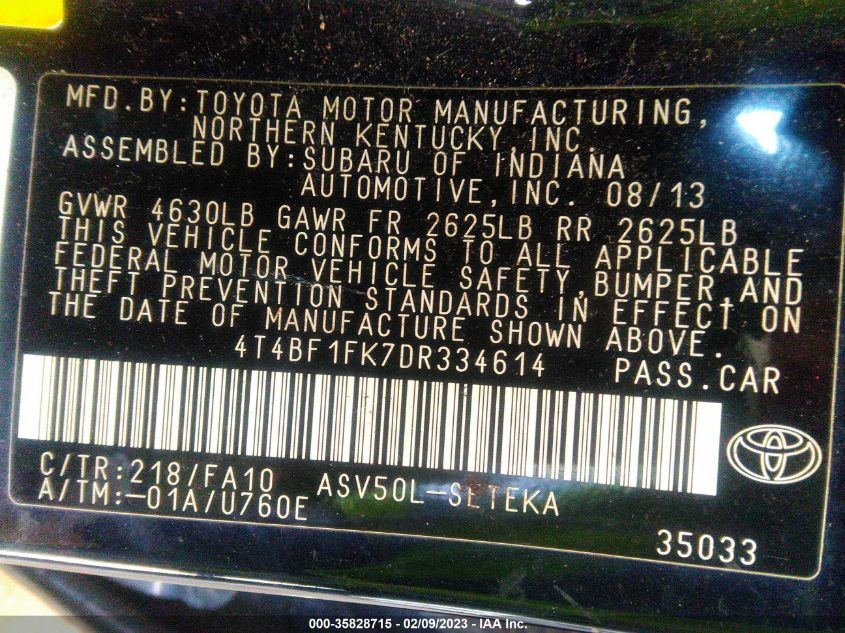 MFD.BY:TOYOTA MOTOR MANUFACTURING,
NORTHERN KENTUCKY,INC.
ASSEMBLED BY:SUBARU OF INDIANA
AUTOMOTIVE,INC. 08/13
GVWR 4630LB GAWR FR 2625LB RR 2625LB
THIS VEHICLE CONFORMS TO ALL APPLICABLE
FEDERAL MOTOR VEHICLE SAFETY,BUMPER,AND
THEFT PREVENTION STANDARDS IN EFFECT ON
THE DATE OF MANUFACTURE SHOWN ABOVE.
4T4BF1FK7DR334614 PASS.CAR
C/TR:218/FA10 ASV50L-SETEKA
A/TM:-01A/U760E
35033
000-35828715 - 02/09/2023 - IAA Inc.